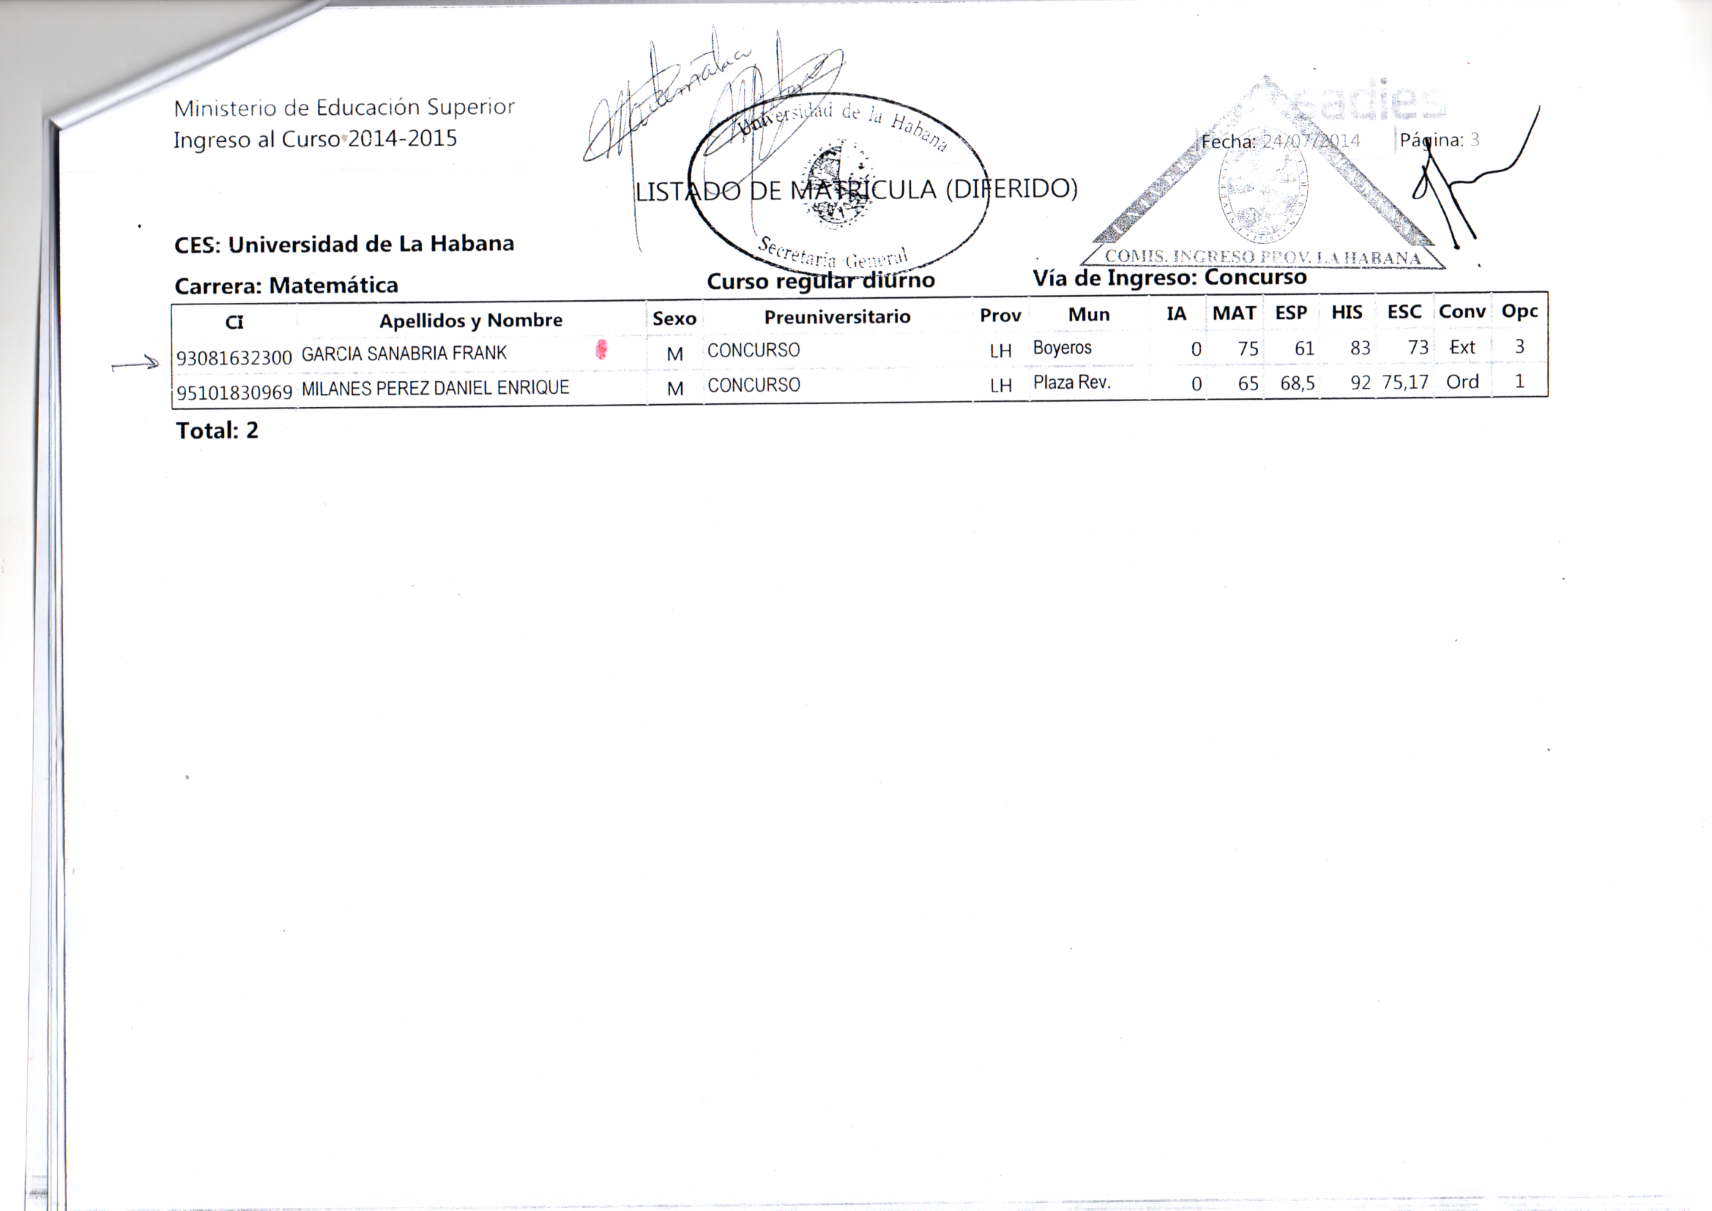 Matemática
sadies
Ministerio de Educación Superior
Ingreso al Curso 2014-2015
Fecha: 24/07/2014 Página: 3
Universidad de la Habana
Secretaria General
LISTADO DE MATRÍCULA (DIFERIDO)
COMIS. INGRESO PROV. LA HABANA
CES: Universidad de La Habana
Carrera: Matemática Curso regular diurno Vía de Ingreso: Concurso
CI Apellidos y Nombre Sexo Preuniversitario Prov Mun IA MAT ESP HIS ESC Conv Opc
93081632300 GARCIA SANABRIA FRANK M CONCURSO LH Boyeros 0 75 61 83 73 Ext 3
95101830969 MILANES PEREZ DANIEL ENRIQUE M CONCURSO LH Plaza Rev. 0 65 68,5 92 75,17 Ord 1
Total: 2